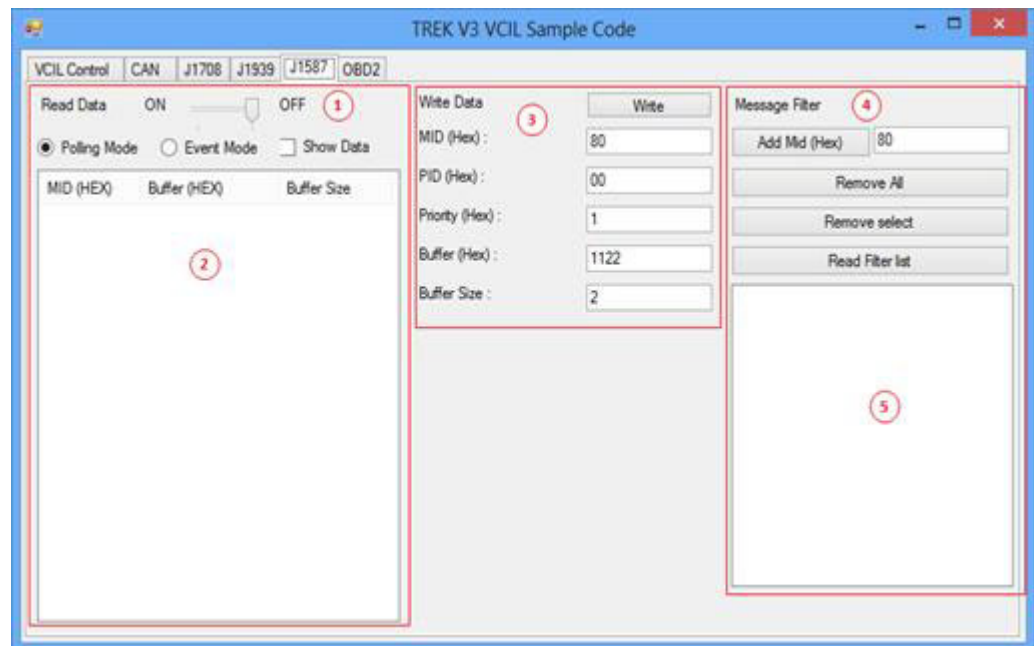 TREK V3 VCIL Sample Code
VCIL Control CAN J1708 J1939 J1587 OBD2
Read Data ON OFF 1
Polling Mode Event Mode Show Data
MID (HEX) Buffer (HEX) Buffer Size
2
Write Data Write
3
MID (Hex) : 80
PID (Hex) : 00
Priority (Hex) : 1
Buffer (Hex) : 1122
Buffer Size : 2
Message Filter 4
Add Mid (Hex) 80
Remove All
Remove select
Read Filter list
5